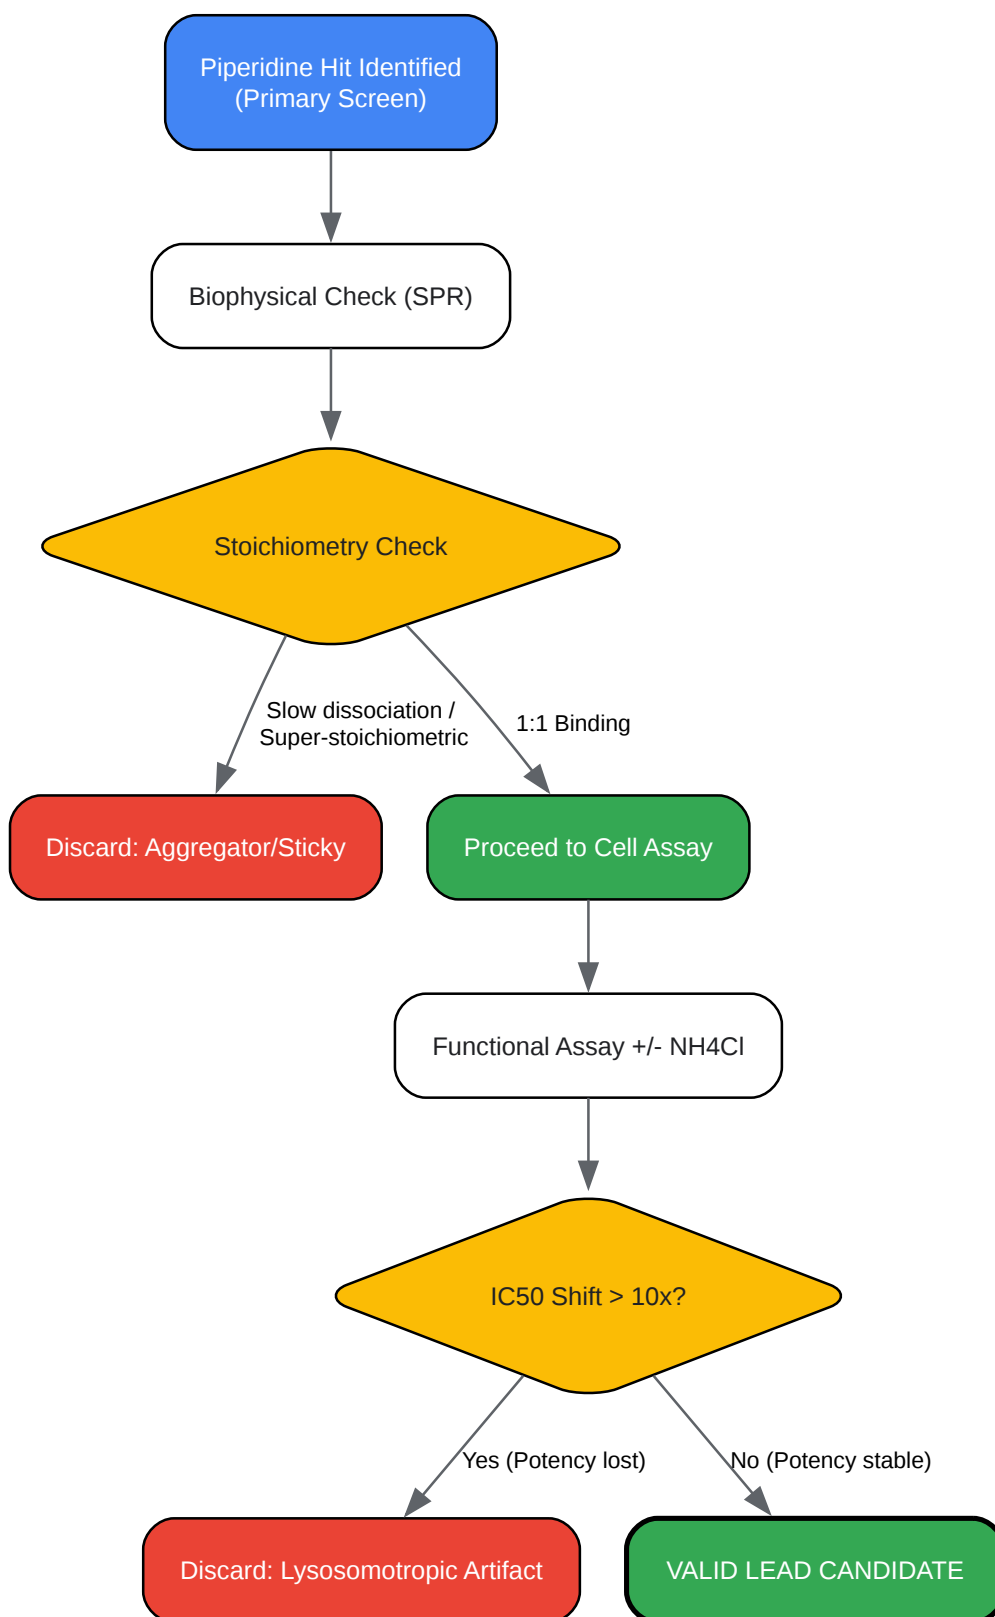 Piperidine Hit Identified
(Primary Screen)
Biophysical Check (SPR)
Stoichiometry Check
Slow dissociation /
Super-stoichiometric
1:1 Binding
Discard: Aggregator/Sticky
Proceed to Cell Assay
Functional Assay +/- NH4Cl
IC50 Shift > 10x?
Yes (Potency lost)
No (Potency stable)
Discard: Lysosomotropic Artifact
VALID LEAD CANDIDATE